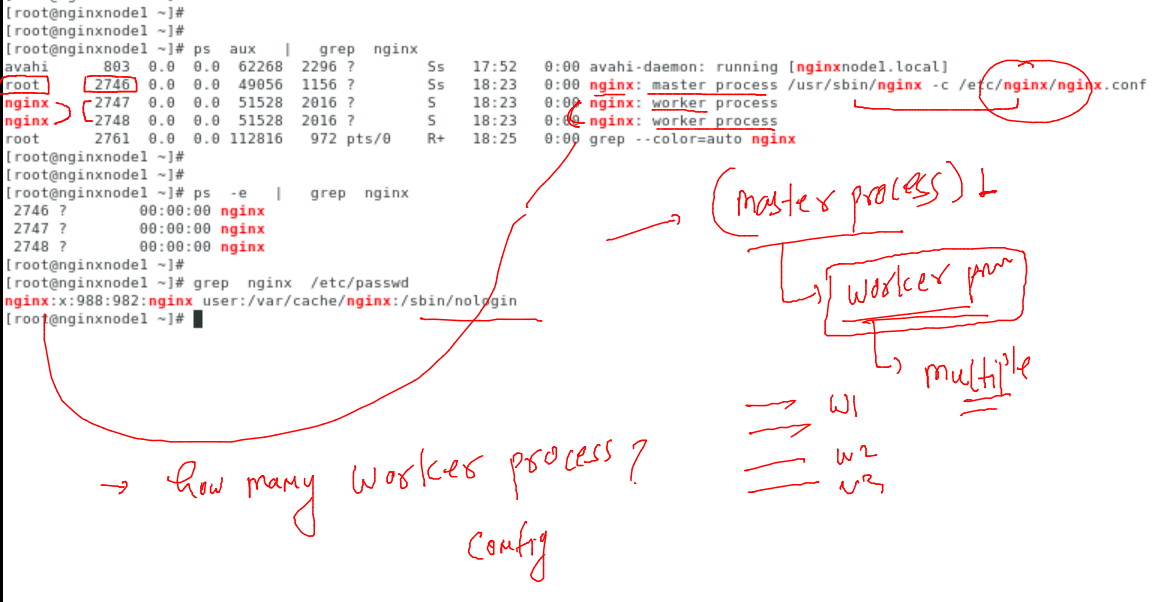 [root@nginxnode1 ~]#
[root@nginxnode1 ~]#
[root@nginxnode1 ~]# ps  aux   |   grep  nginx
avahi      803  0.0  0.0  62268  2296 ?        Ss   17:52   0:00 avahi-daemon: running [nginxnode1.local]
root      2746  0.0  0.0  49056  1156 ?        Ss   18:23   0:00 nginx: master process /usr/sbin/nginx -c /etc/nginx/nginx.conf
nginx     2747  0.0  0.0  51528  2016 ?        S    18:23   0:00 nginx: worker process
nginx     2748  0.0  0.0  51528  2016 ?        S    18:23   0:00 nginx: worker process
root      2761  0.0  0.0 112816   972 pts/0    R+   18:25   0:00 grep --color=auto nginx
[root@nginxnode1 ~]#
[root@nginxnode1 ~]#
[root@nginxnode1 ~]# ps  -e   |   grep  nginx
 2746 ?        00:00:00 nginx
 2747 ?        00:00:00 nginx
 2748 ?        00:00:00 nginx
[root@nginxnode1 ~]#
[root@nginxnode1 ~]# grep  nginx  /etc/passwd
nginx:x:988:982:nginx user:/var/cache/nginx:/sbin/nologin
[root@nginxnode1 ~]#
(master process) 1
worker
multiple
W1
W2
W3
→ how many worker process?
config